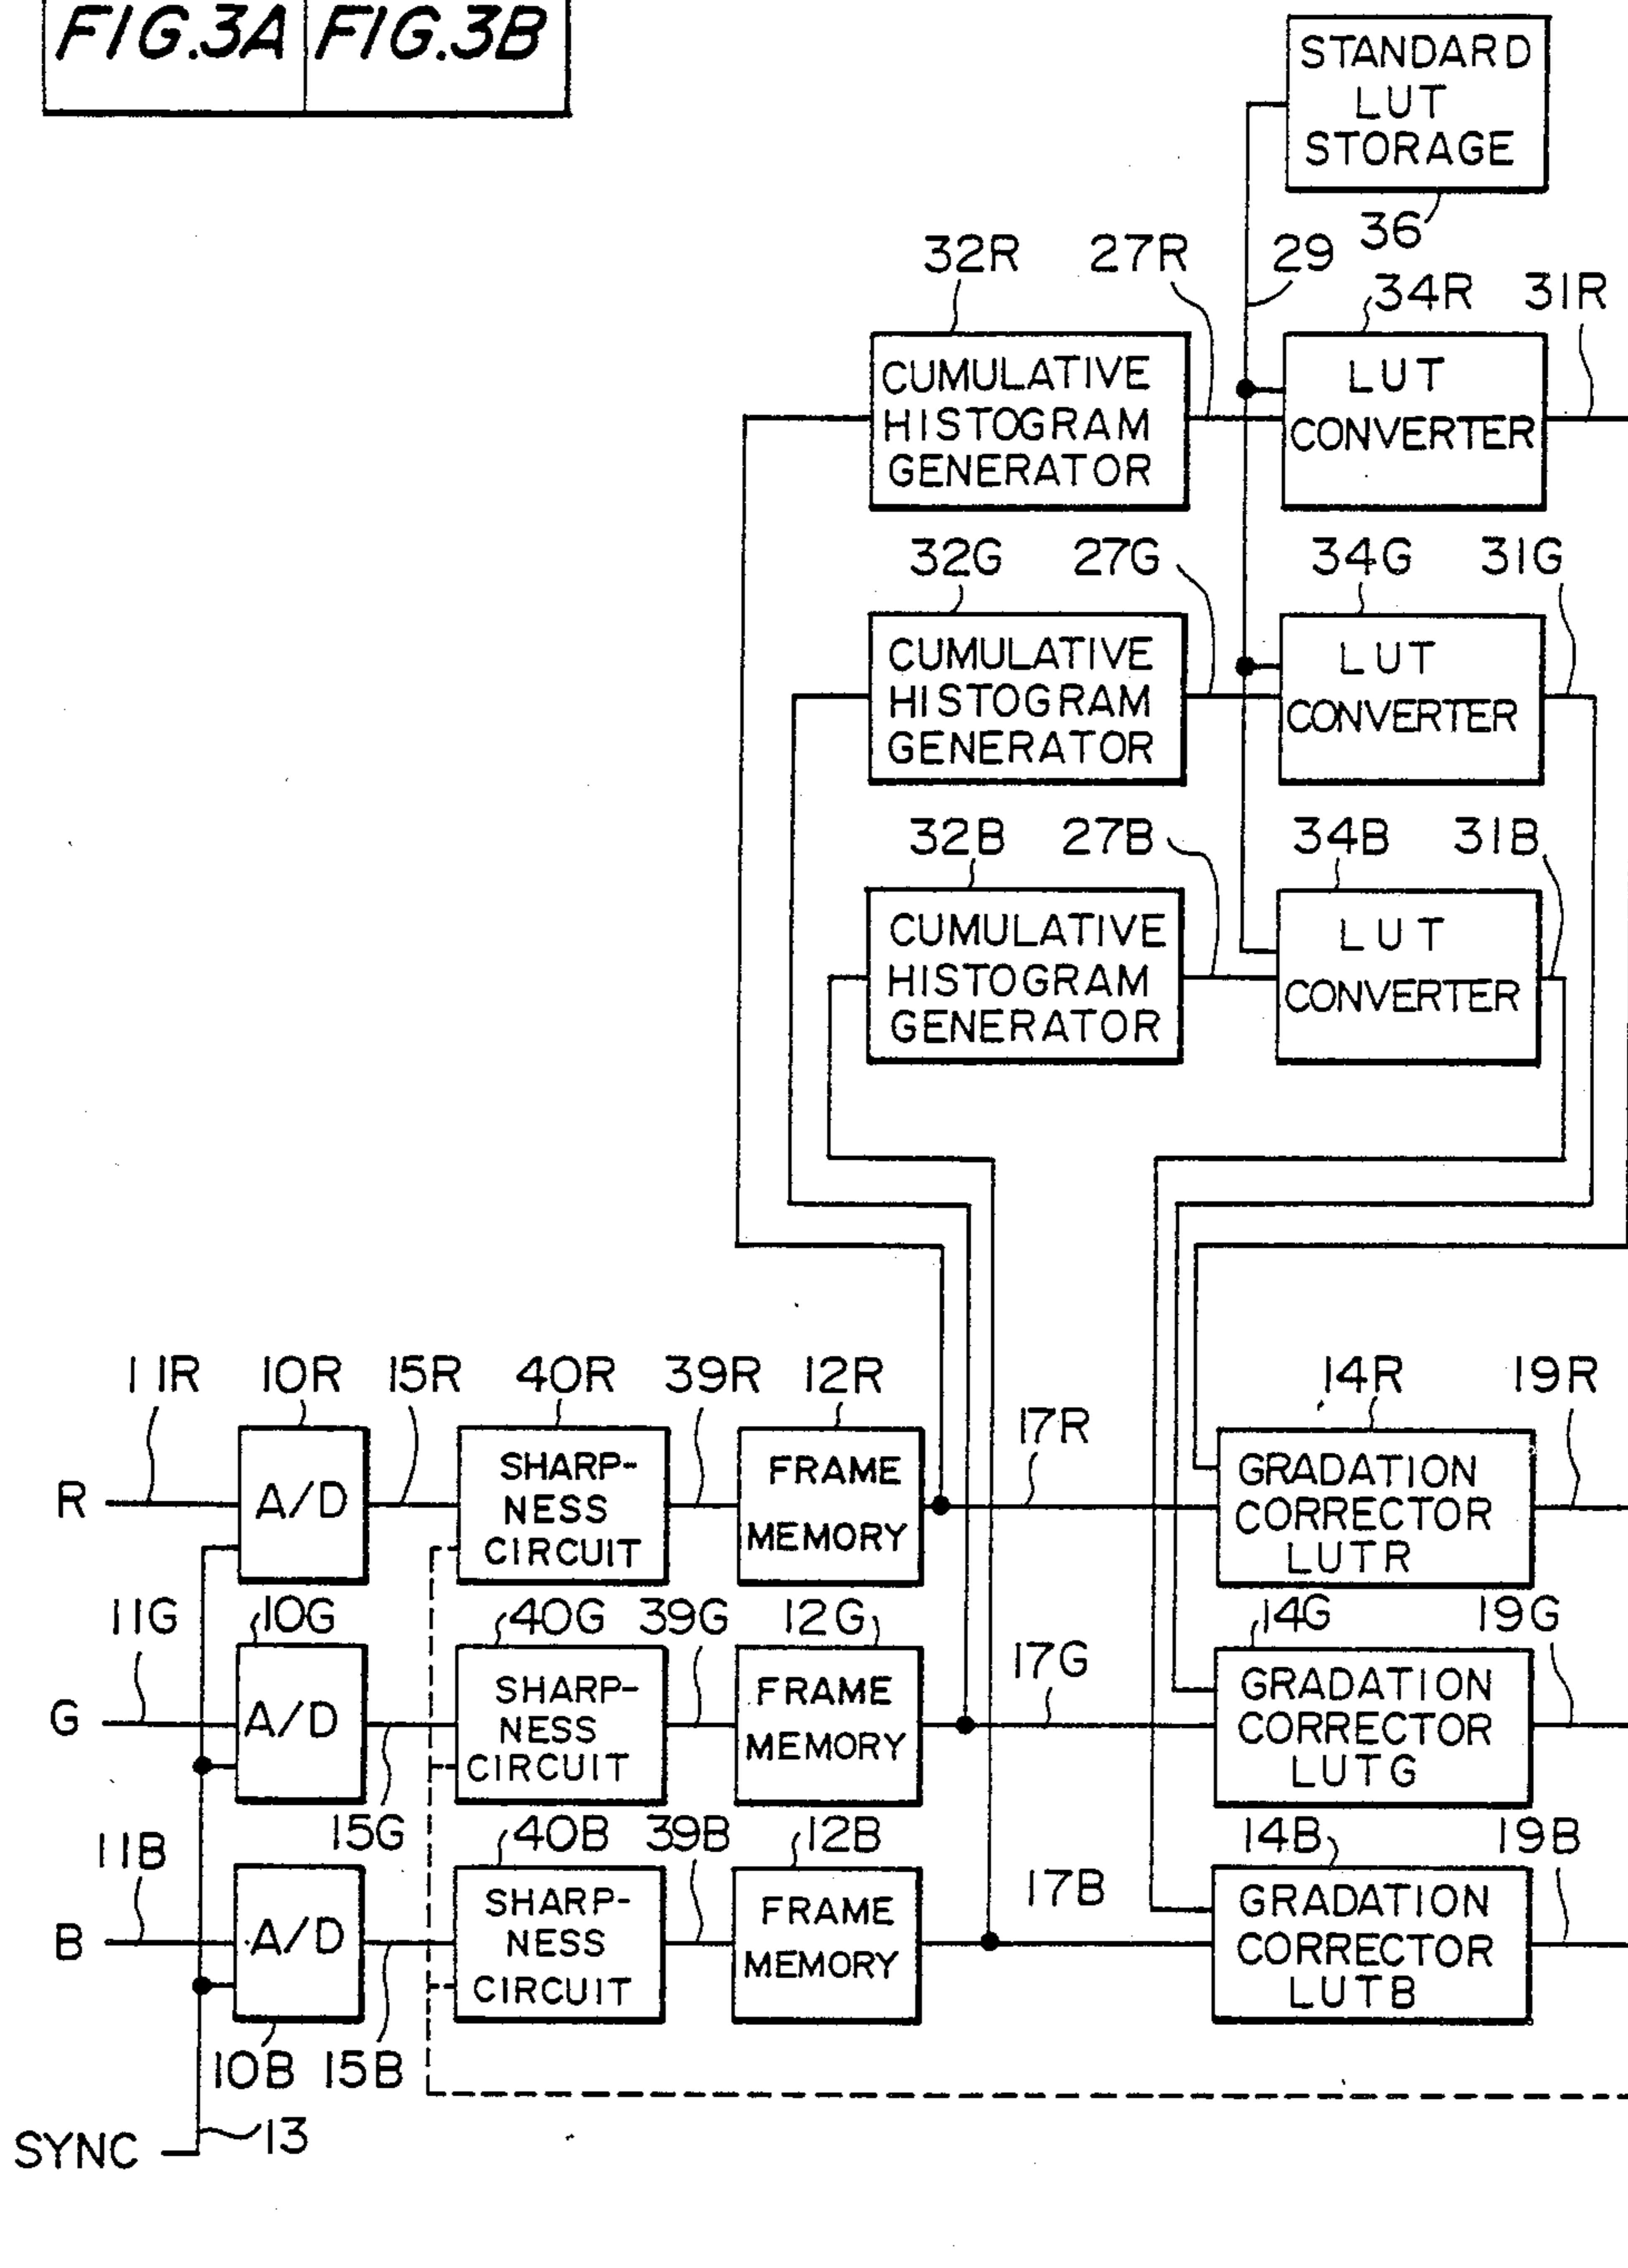 FIG.3A FIG.3B
STANDARD
LUT
STORAGE
36
32R 27R 29 34R 31R
CUMULATIVE
HISTOGRAM
GENERATOR
LUT
CONVERTER
32G 27G 34G 31G
CUMULATIVE
HISTOGRAM
GENERATOR
LUT
CONVERTER
32B 27B 34B 31B
CUMULATIVE
HISTOGRAM
GENERATOR
LUT
CONVERTER
11R 10R 15R 40R 39R 12R 17R 14R 19R
R
A/D
SHARP-
NESS
CIRCUIT
FRAME
MEMORY
GRADATION
CORRECTOR
LUTR
11G 10G 40G 39G 12G 17G 14G 19G
G
A/D
SHARP-
NESS
CIRCUIT
FRAME
MEMORY
GRADATION
CORRECTOR
LUTG
11B 15G 40B 39B 12B 17B 14B 19B
B
A/D
SHARP-
NESS
CIRCUIT
FRAME
MEMORY
GRADATION
CORRECTOR
LUTB
10B 15B
SYNC 13